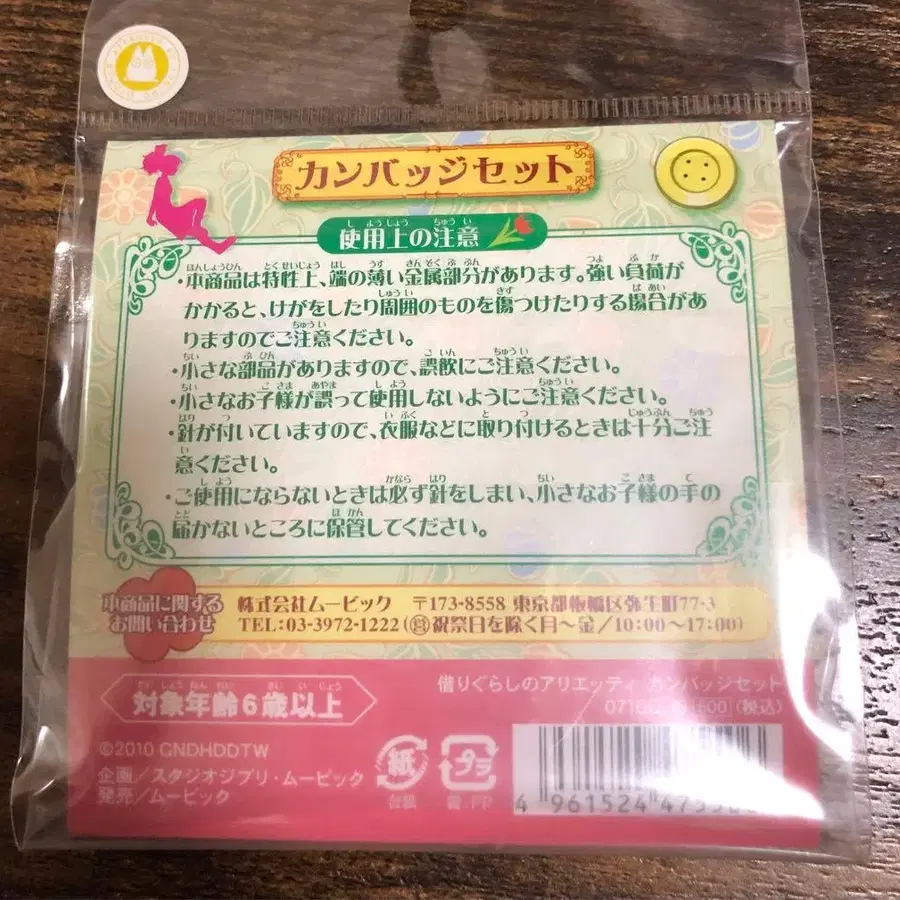 カンバッジセット
使用上の注意
・本商品は特性上、端の薄い金属部分があります。強い負荷が
かかると、けがをしたり周囲のものを傷つけたりする場合があ
りますのでご注意ください。
・小さな部品がありますので、誤飲にご注意ください。
・小さなお子様が誤って使用しないようにご注意ください。
・針が付いていますので、衣服などに取り付けるときは十分ご注
意ください。
・ご使用にならないときは必ず針をしまい、小さなお子様の手の
届かないところに保管してください。
本商品に関する
お問い合わせ
株式会社ムービック 〒173-8558 東京都板橋区弥生町77-3
TEL:03-3972-1222(営祝祭日を除く月〜金/10:00〜17:00)
対象年齢6歳以上
借りぐらしのアリエッティ カンバッジセット
(税込)
©2010 GNDHDDTW
企画/スタジオジブリ・ムービック
発売/ムービック
紙
台紙
プラ
袋:PP
4 961524